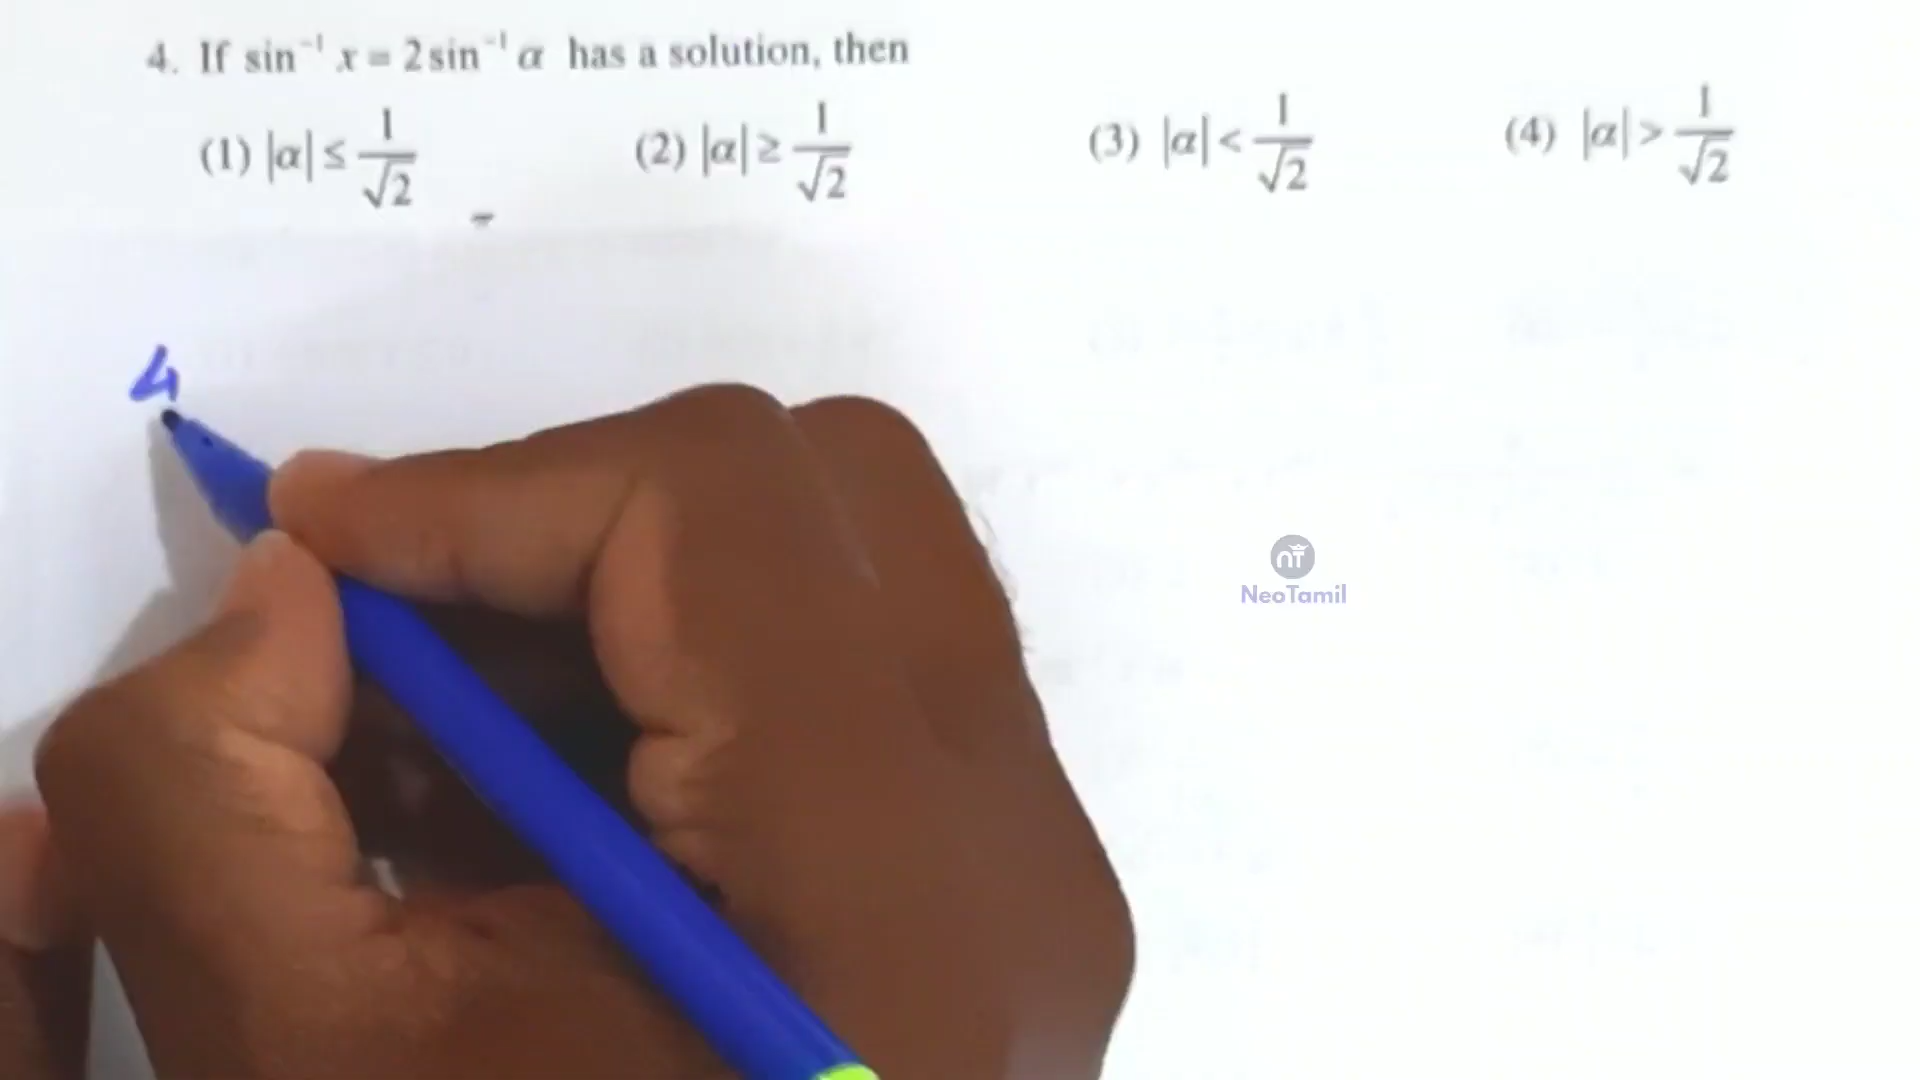 4. If sin⁻¹ x = 2 sin⁻¹ α has a solution, then
(1) |α| ≤ 1/√2 (2) |α| ≥ 1/√2 (3) |α| < 1/√2 (4) |α| > 1/√2
4
nT
NeoTamil